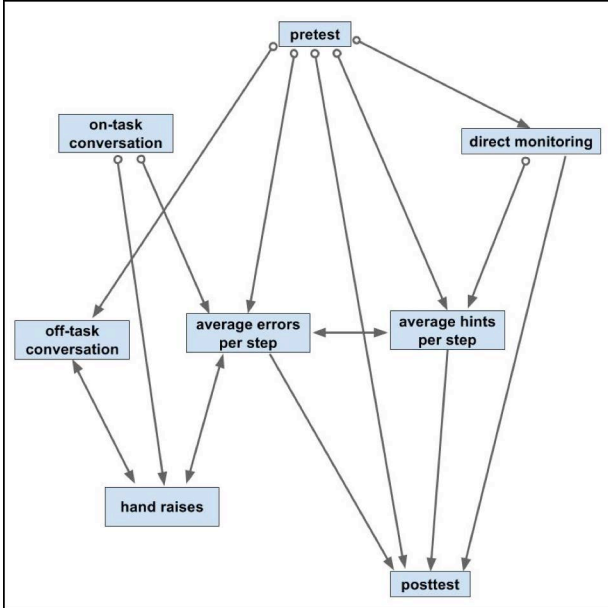 pretest
on-task
conversation
direct monitoring
off-task
conversation
average errors
per step
average hints
per step
hand raises
posttest